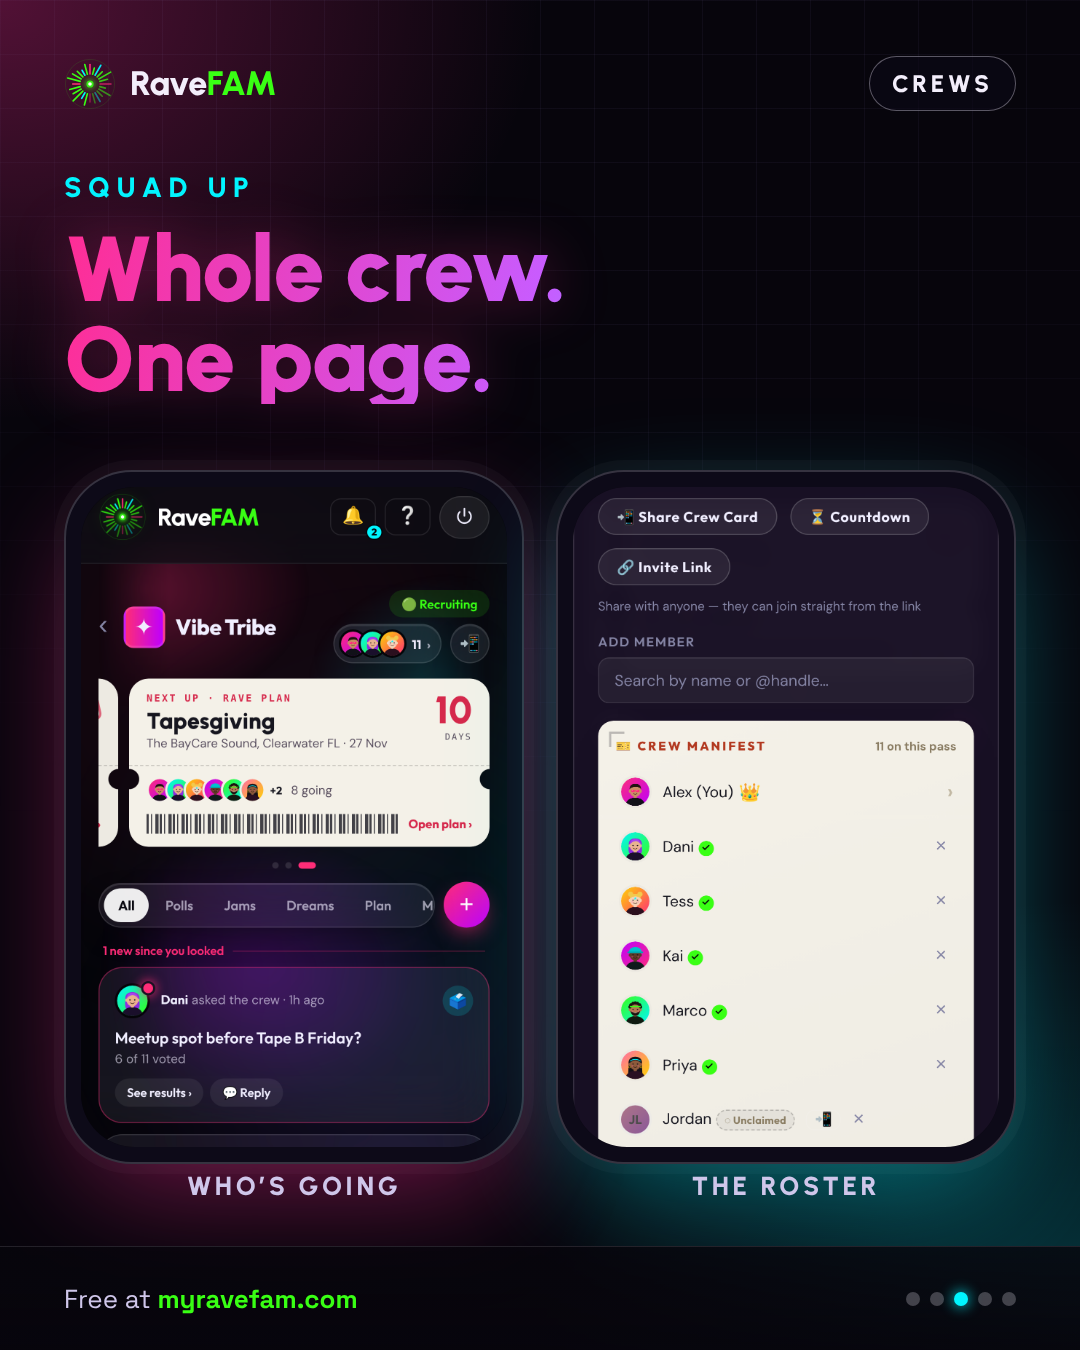 RaveFAM
CREWS
SQUAD UP
Whole crew.
One page.
RaveFAM
2
?
Recruiting
Vibe Tribe
11 ›
NEXT UP · RAVE PLAN
Tapesgiving
The BayCare Sound, Clearwater FL · 27 Nov
10
DAYS
+2 8 going
Open plan ›
All Polls Jams Dreams Plan M
+
1 new since you looked
Dani asked the crew · 1h ago
Meetup spot before Tape B Friday?
6 of 11 voted
See results ›
Reply
WHO'S GOING
Share Crew Card
Countdown
Invite Link
Share with anyone — they can join straight from the link
ADD MEMBER
Search by name or @handle...
CREW MANIFEST
11 on this pass
Alex (You)
Dani
Tess
Kai
Marco
Priya
JL Jordan Unclaimed
THE ROSTER
Free at myravefam.com